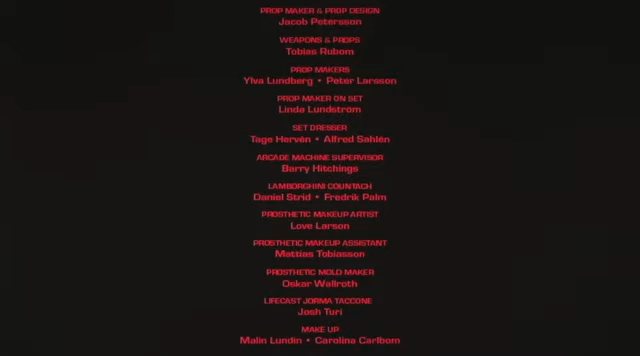 PROP MAKER & PROP DESIGN
Jacob Petersson
WEAPONS & PROPS
Tobias Rubom
PROP MAKERS
Ylva Lundberg • Peter Larsson
PROP MAKER ON SET
Linda Lundstrom
SET DRESSER
Tage Hervén • Alfred Sahlén
ARCADE MACHINE SUPERVISOR
Barry Hitchings
LAMBORGHINI COUNTACH
Daniel Strid • Fredrik Palm
PROSTHETIC MAKEUP ARTIST
Love Larson
PROSTHETIC MAKEUP ASSISTANT
Mattias Tobiasson
PROSTHETIC MOLD MAKER
Oskar Wallroth
LIFECAST JORMA TACCONE
Josh Turi
MAKE UP
Malin Lundin • Carolina Carlbom